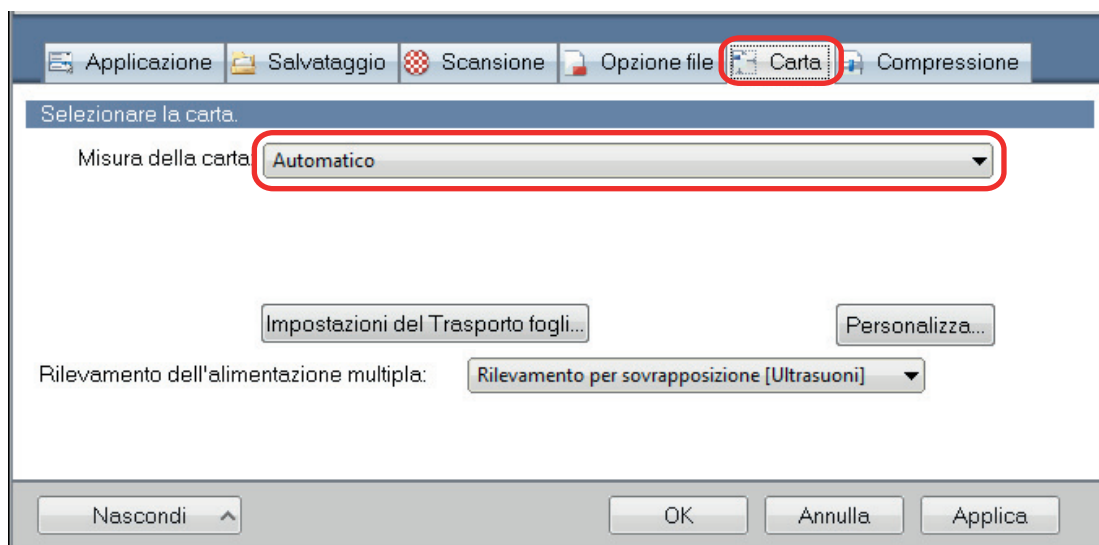 Applicazione Salvataggio Scansione Opzione file Carta Compressione
Selezionare la carta.
Misura della carta: Automatico
Impostazioni del Trasporto fogli... Personalizza...
Rilevamento dell'alimentazione multipla: Rilevamento per sovrapposizione [Ultrasuoni]
Nascondi OK Annulla Applica